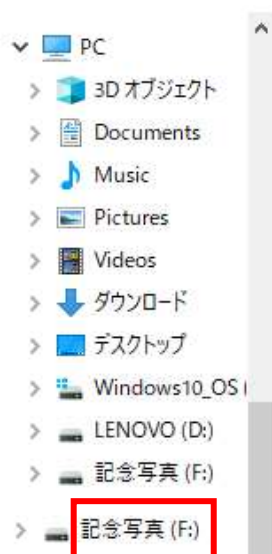 PC
3D オブジェクト
Documents
Music
Pictures
Videos
ダウンロード
デスクトップ
Windows10_OS (
LENOVO (D:)
記念写真 (F:)
記念写真 (F:)